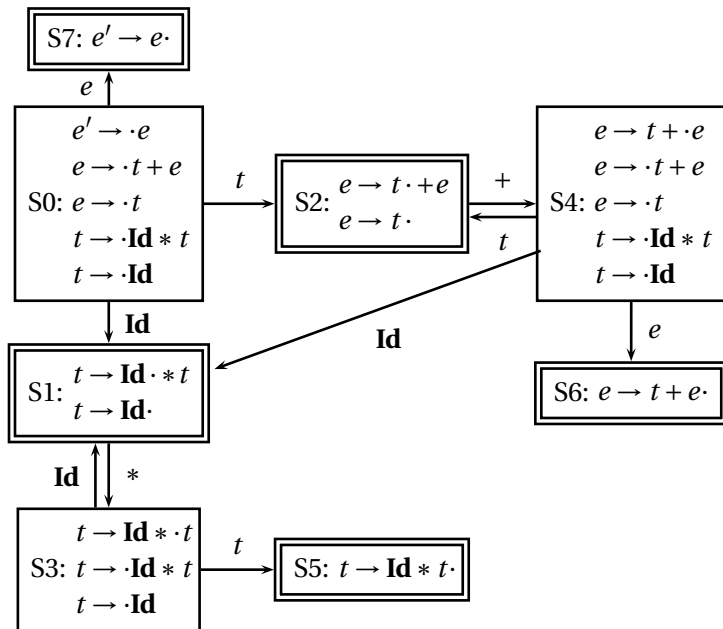 S7: e′ → e·
e
e′ → ·e
e → ·t + e
S0: e → ·t
t → ·Id * t
t → ·Id
t
S2: e → t · +e
e → t ·
+
t
e → t + ·e
e → ·t + e
S4: e → ·t
t → ·Id * t
t → ·Id
Id
Id
e
S1: t → Id · * t
t → Id·
S6: e → t + e·
Id
*
t → Id * ·t
S3: t → ·Id * t
t → ·Id
t
S5: t → Id * t·